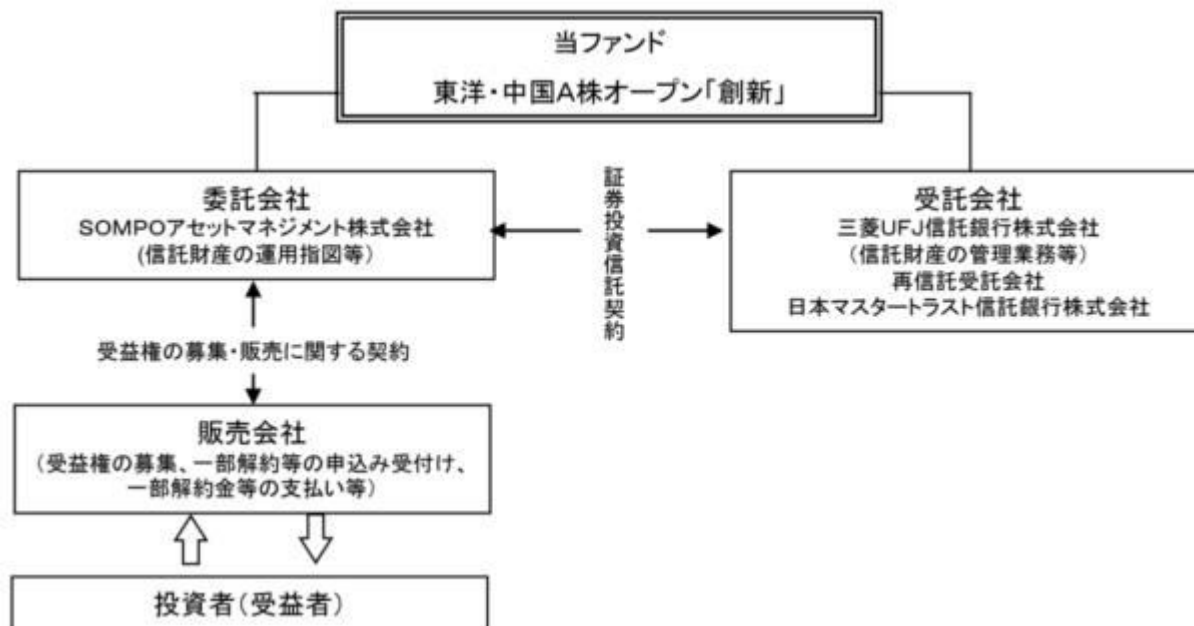 当ファンド
東洋・中国A株オープン「創新」
委託会社
SOMPOアセットマネジメント株式会社
(信託財産の運用指図等)
証券投資信託契約
受託会社
三菱UFJ信託銀行株式会社
(信託財産の管理業務等)
再信託受託会社
日本マスタートラスト信託銀行株式会社
受益権の募集・販売に関する契約
販売会社
(受益権の募集、一部解約等の申込み受付け、
一部解約金等の支払い等)
投資者(受益者)